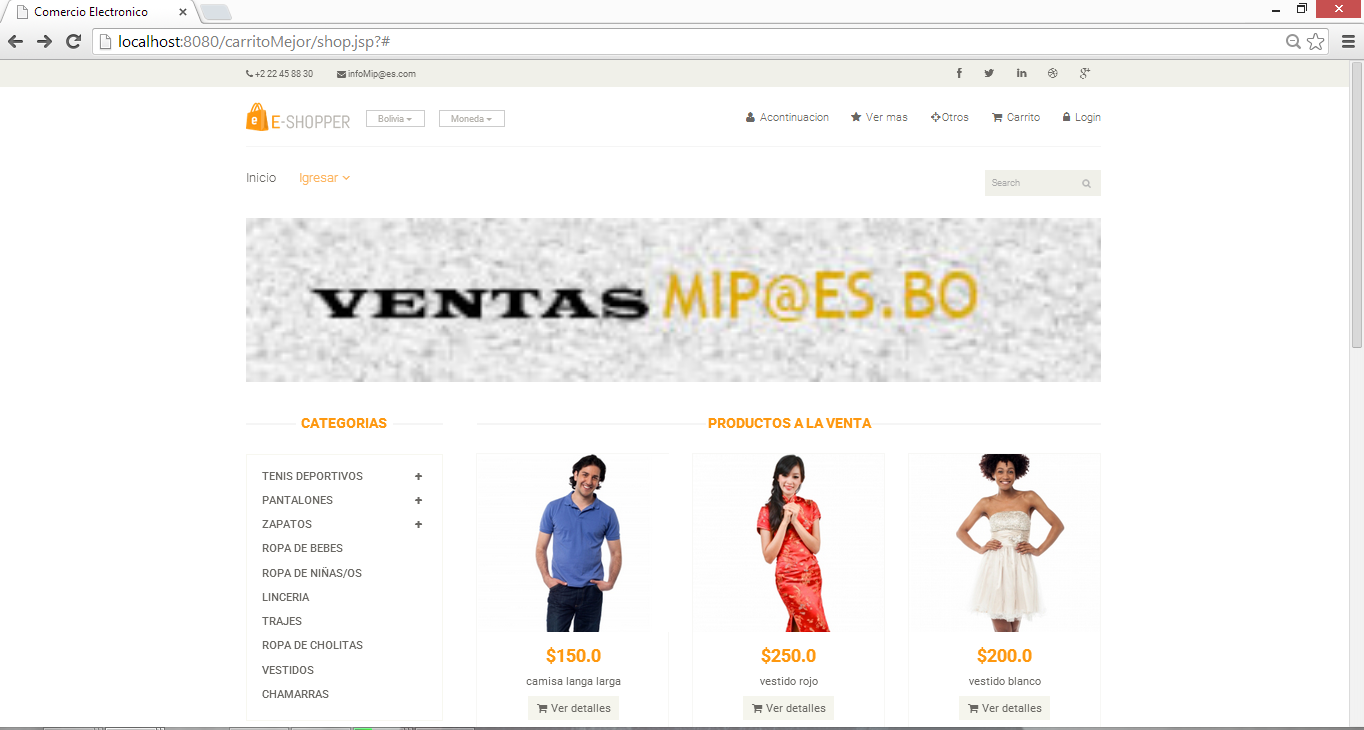 Comercio Electronico
localhost:8080/carritoMejor/shop.jsp?#
+2 22 45 88 30 infoMip@es.com
E-SHOPPER Bolivia Moneda Acontinuacion Ver mas Otros Carrito Login
Inicio Igresar Search
VENTAS MIP@ES.BO
CATEGORIAS
TENIS DEPORTIVOS +
PANTALONES +
ZAPATOS +
ROPA DE BEBES
ROPA DE NIÑAS/OS
LINCERIA
TRAJES
ROPA DE CHOLITAS
VESTIDOS
CHAMARRAS
PRODUCTOS A LA VENTA
$150.0 $250.0 $200.0
camisa langa larga vestido rojo vestido blanco
Ver detalles Ver detalles Ver detalles